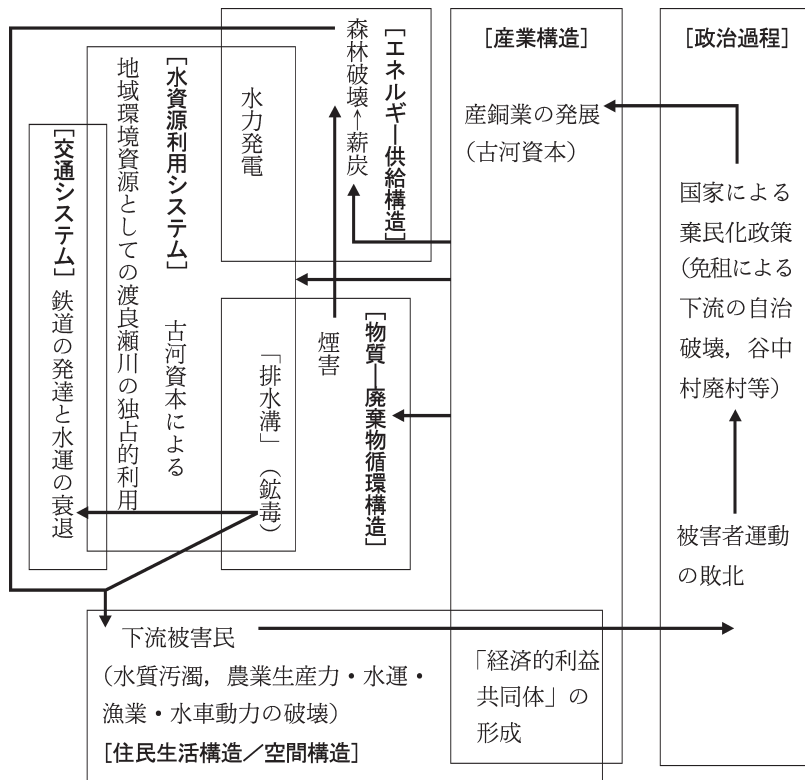 [政治過程]
国家による
棄民化政策
(免租による
下流の自治
破壊，谷中
村廃村等)
被害者運動
の敗北
[産業構造]
産銅業の発展
(古河資本)
「経済的利益
共同体」の
形成
[エネルギー供給構造]
森林破壊←薪炭
水力発電
[物質―廃棄物循環構造]
煙害
「排水溝」(鉱毒)
[水資源利用システム] 古河資本による
地域環境資源としての渡良瀬川の独占的利用
[交通システム] 鉄道の発達と水運の衰退
下流被害民
(水質汚濁，農業生産力・水運・
漁業・水車動力の破壊)
[住民生活構造／空間構造]